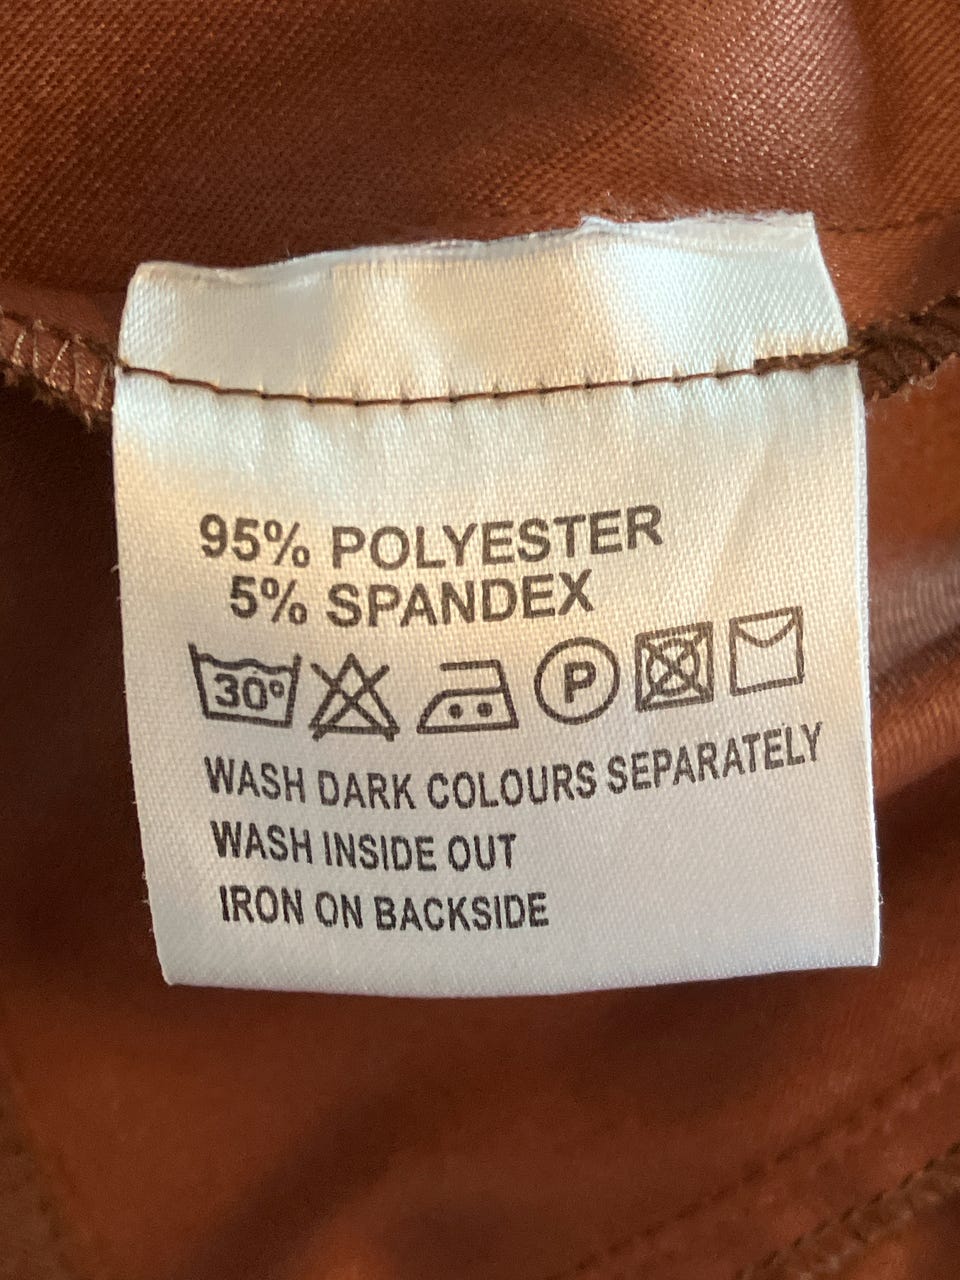 95% POLYESTER
5% SPANDEX
30° P
WASH DARK COLOURS SEPARATELY
WASH INSIDE OUT
IRON ON BACKSIDE